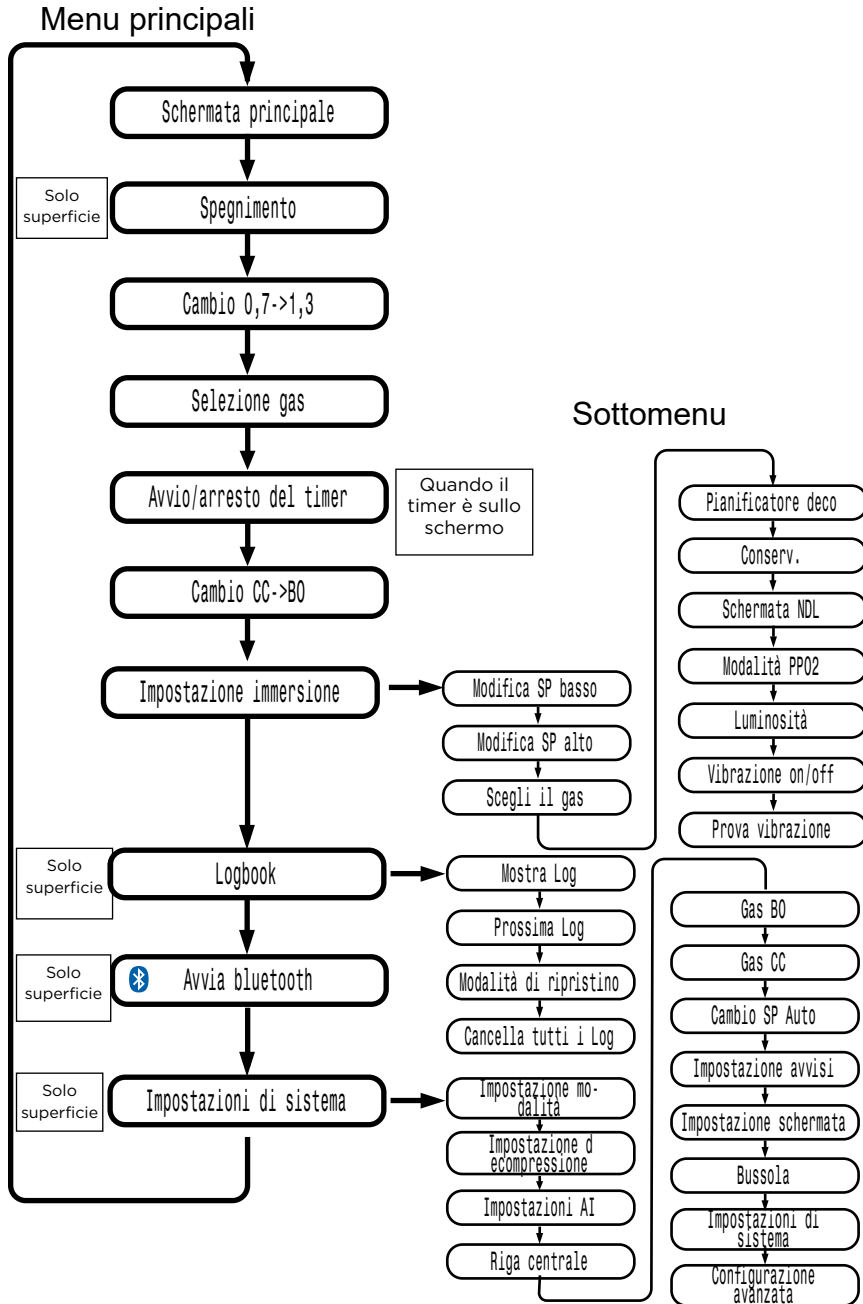 Menu principali
Schermata principale
Solo
superficie
Spegnimento
Cambio 0,7->1,3
Selezione gas
Avvio/arresto del timer
Quando il
timer è sullo
schermo
Cambio CC->BO
Impostazione immersione
Solo
superficie
Logbook
Solo
superficie
Avvia bluetooth
Solo
superficie
Impostazioni di sistema
Sottomenu
Modifica SP basso
Modifica SP alto
Scegli il gas
Pianificatore deco
Conserv.
Schermata NDL
Modalità PPO2
Luminosità
Vibrazione on/off
Prova vibrazione
Mostra Log
Prossima Log
Modalità di ripristino
Cancella tutti i Log
Impostazione mo-
dalità
Impostazione d
ecompressione
Impostazioni AI
Riga centrale
Gas BO
Gas CC
Cambio SP Auto
Impostazione avvisi
Impostazione schermata
Bussola
Impostazioni di
sistema
Configurazione
avanzata